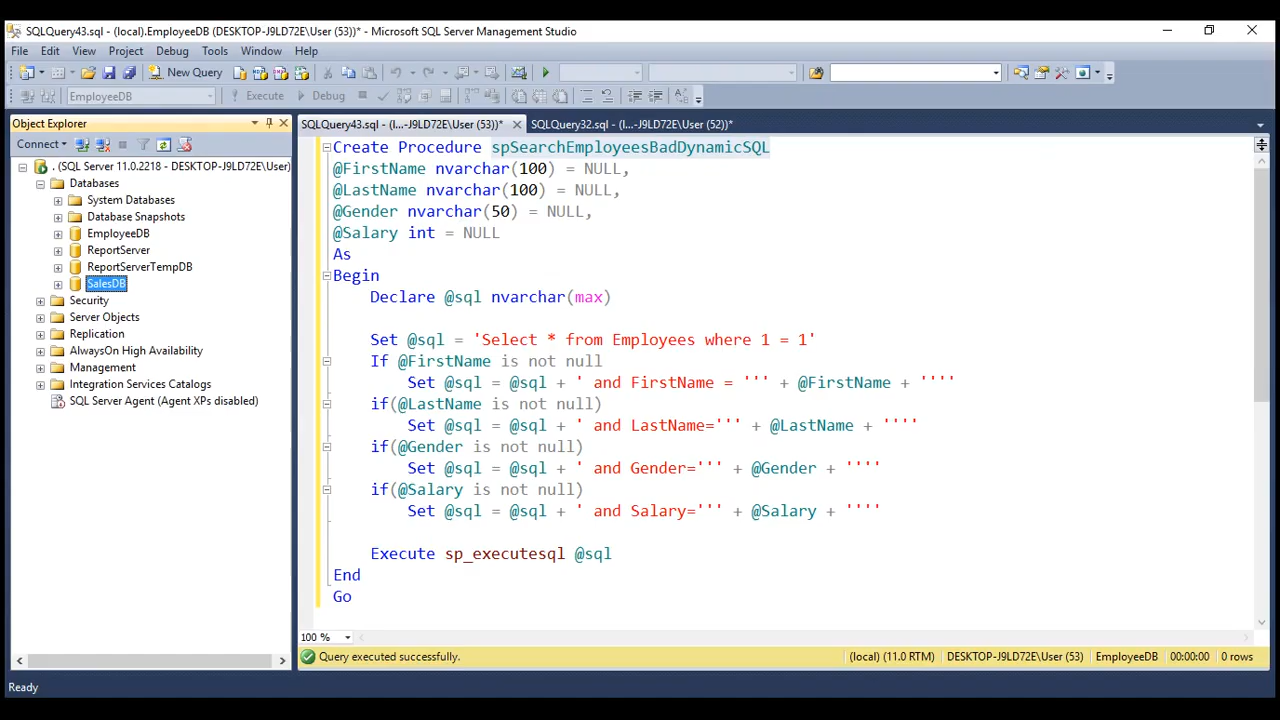 SQLQuery43.sql - (local).EmployeeDB (DESKTOP-J9LD72E\User (53))* - Microsoft SQL Server Management Studio
File Edit View Project Debug Tools Window Help
New Query
EmployeeDB Execute Debug
Object Explorer
SQLQuery43.sql - (l...-J9LD72E\User (53))*
SQLQuery32.sql - (l...-J9LD72E\User (52))*
Connect
. (SQL Server 11.0.2218 - DESKTOP-J9LD72E\User)
Databases
System Databases
Database Snapshots
EmployeeDB
ReportServer
ReportServerTempDB
SalesDB
Security
Server Objects
Replication
AlwaysOn High Availability
Management
Integration Services Catalogs
SQL Server Agent (Agent XPs disabled)
Create Procedure spSearchEmployeesBadDynamicSQL
@FirstName nvarchar(100) = NULL,
@LastName nvarchar(100) = NULL,
@Gender nvarchar(50) = NULL,
@Salary int = NULL
As
Begin
Declare @sql nvarchar(max)
Set @sql = 'Select * from Employees where 1 = 1'
If @FirstName is not null
Set @sql = @sql + ' and FirstName = ''' + @FirstName + ''''
if(@LastName is not null)
Set @sql = @sql + ' and LastName=''' + @LastName + ''''
if(@Gender is not null)
Set @sql = @sql + ' and Gender=''' + @Gender + ''''
if(@Salary is not null)
Set @sql = @sql + ' and Salary=''' + @Salary + ''''
Execute sp_executesql @sql
End
Go
100 %
Query executed successfully.
(local) (11.0 RTM) DESKTOP-J9LD72E\User (53) EmployeeDB 00:00:00 0 rows
Ready